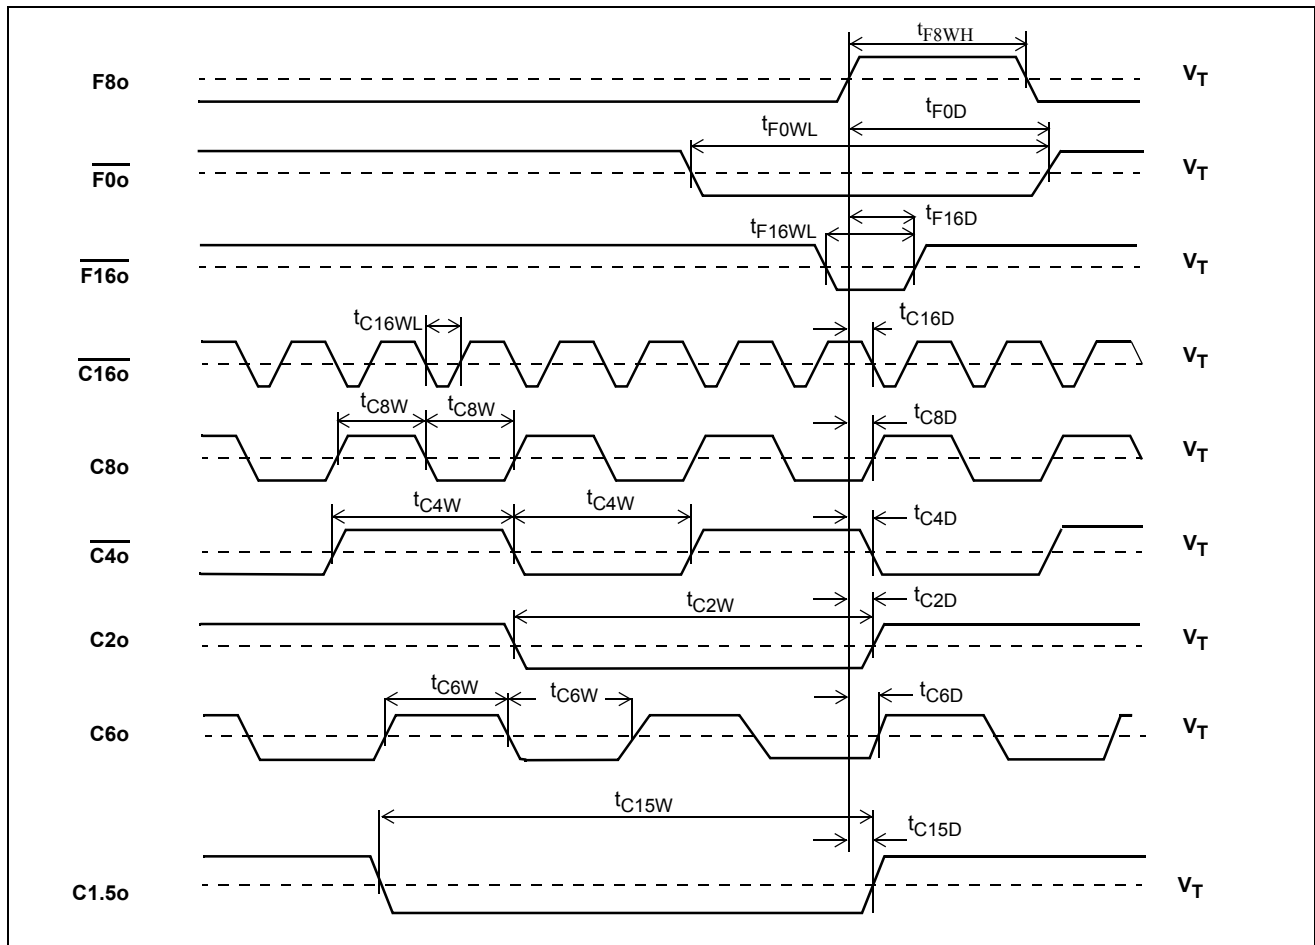 tF8WH
F8o VT
tF0D
tF0WL
F0o VT
tF16D
tF16WL
F16o VT
tC16WL tC16D
C16o VT
tC8W tC8W tC8D
C8o VT
tC4W tC4W tC4D
C4o VT
tC2W tC2D
C2o VT
tC6W tC6W tC6D
C6o VT
tC15W
tC15D
C1.5o VT